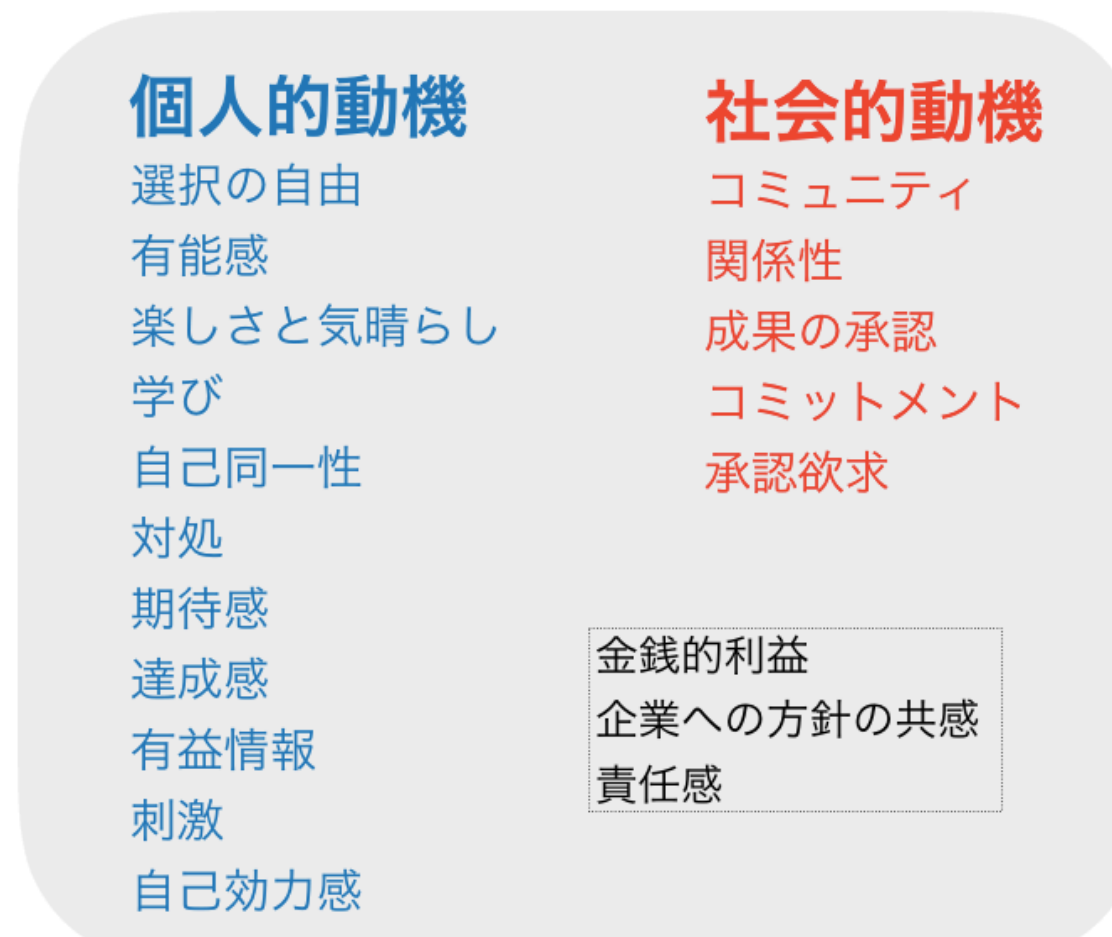 個人的動機
選択の自由
有能感
楽しさと気晴らし
学び
自己同一性
対処
期待感
達成感
有益情報
刺激
自己効力感
社会的動機
コミュニティ
関係性
成果の承認
コミットメント
承認欲求
金銭的利益
企業への方針の共感
責任感